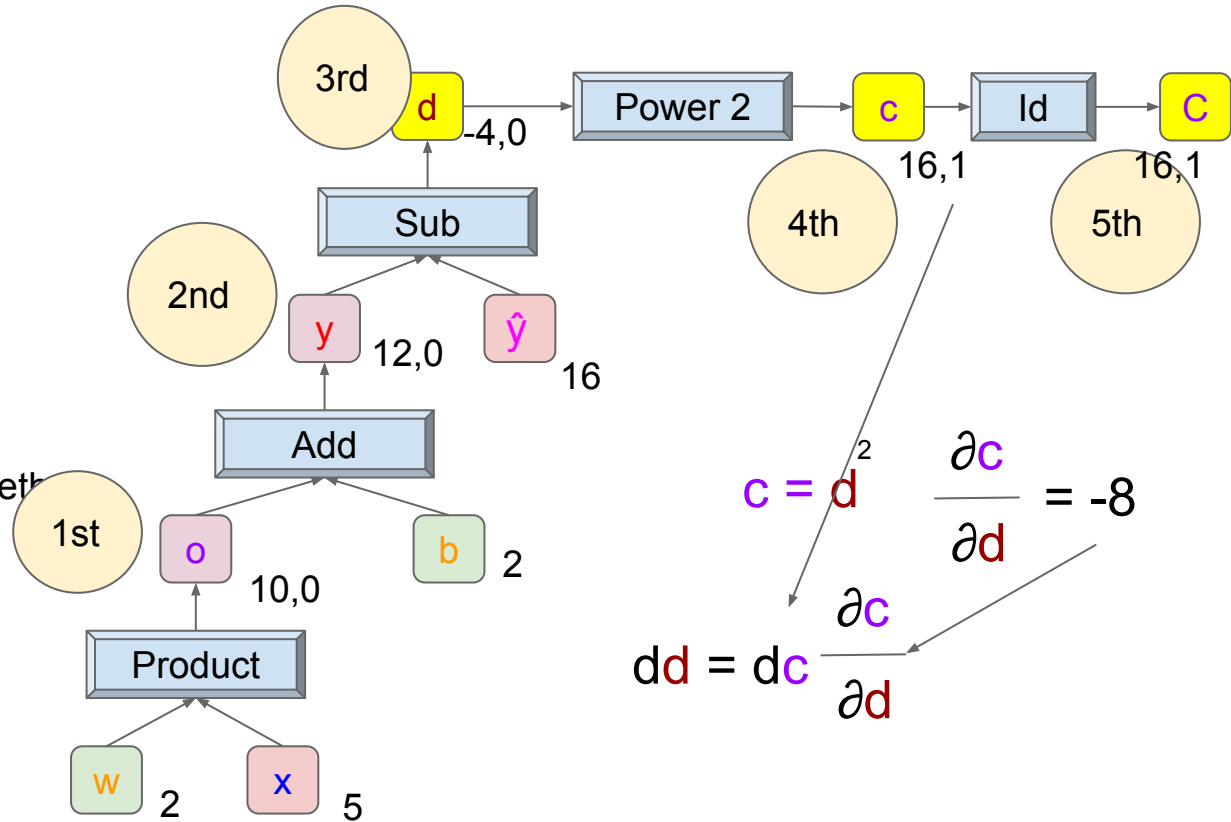 3rd
d
-4,0
Power 2
c
16,1
Id
C
16,1
4th
5th
Sub
2nd
y
12,0
ŷ
16
Add
1st
o
10,0
b
2
Product
w
2
x
5
c = d²
∂c
∂d
= -8
dd = dc
∂c
∂d